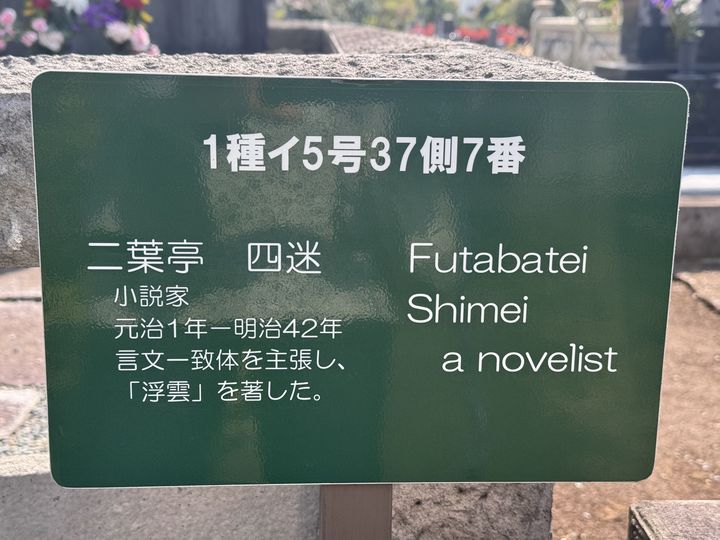 1種イ5号37側7番
二葉亭　四迷
小説家
元治1年－明治42年
言文一致体を主張し、
「浮雲」を著した。
Futabatei
Shimei
a novelist